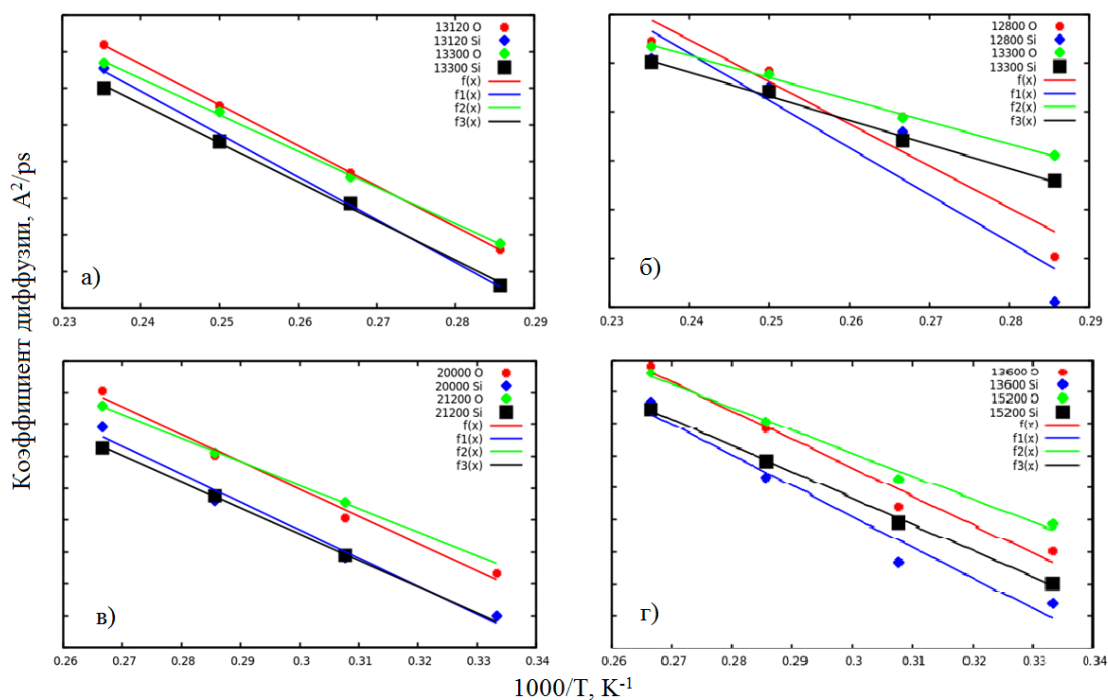 13120 O
13120 Si
13300 O
13300 Si
f(x)
f1(x)
f2(x)
f3(x)
а)
0.23 0.24 0.25 0.26 0.27 0.28 0.29
12800 O
12800 Si
13300 O
13300 Si
f(x)
f1(x)
f2(x)
f3(x)
б)
0.23 0.24 0.25 0.26 0.27 0.28 0.29
Коэффициент диффузии, A²/ps
20000 O
20000 Si
21200 O
21200 Si
f(x)
f1(x)
f2(x)
f3(x)
в)
0.26 0.27 0.28 0.29 0.3 0.31 0.32 0.33 0.34
13600 O
13600 Si
15200 O
15200 Si
f(x)
f1(x)
f2(x)
f3(x)
г)
0.26 0.27 0.28 0.29 0.3 0.31 0.32 0.33 0.34
1000/T, K⁻¹